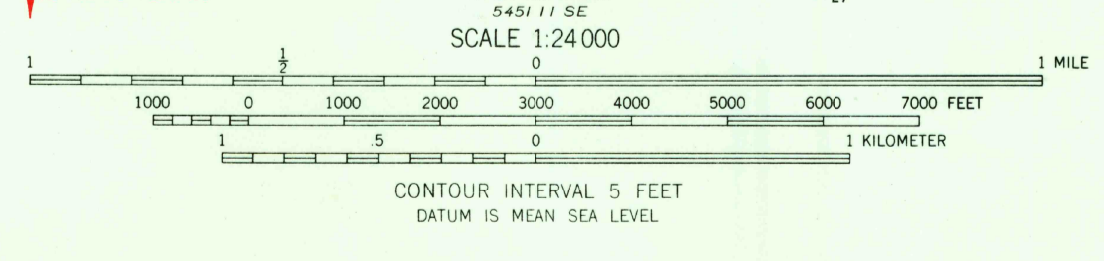 5451 II SE
SCALE 1:24 000
1 1/2 0 1 MILE
1000 0 1000 2000 3000 4000 5000 6000 7000 FEET
1 .5 0 1 KILOMETER
CONTOUR INTERVAL 5 FEET
DATUM IS MEAN SEA LEVEL